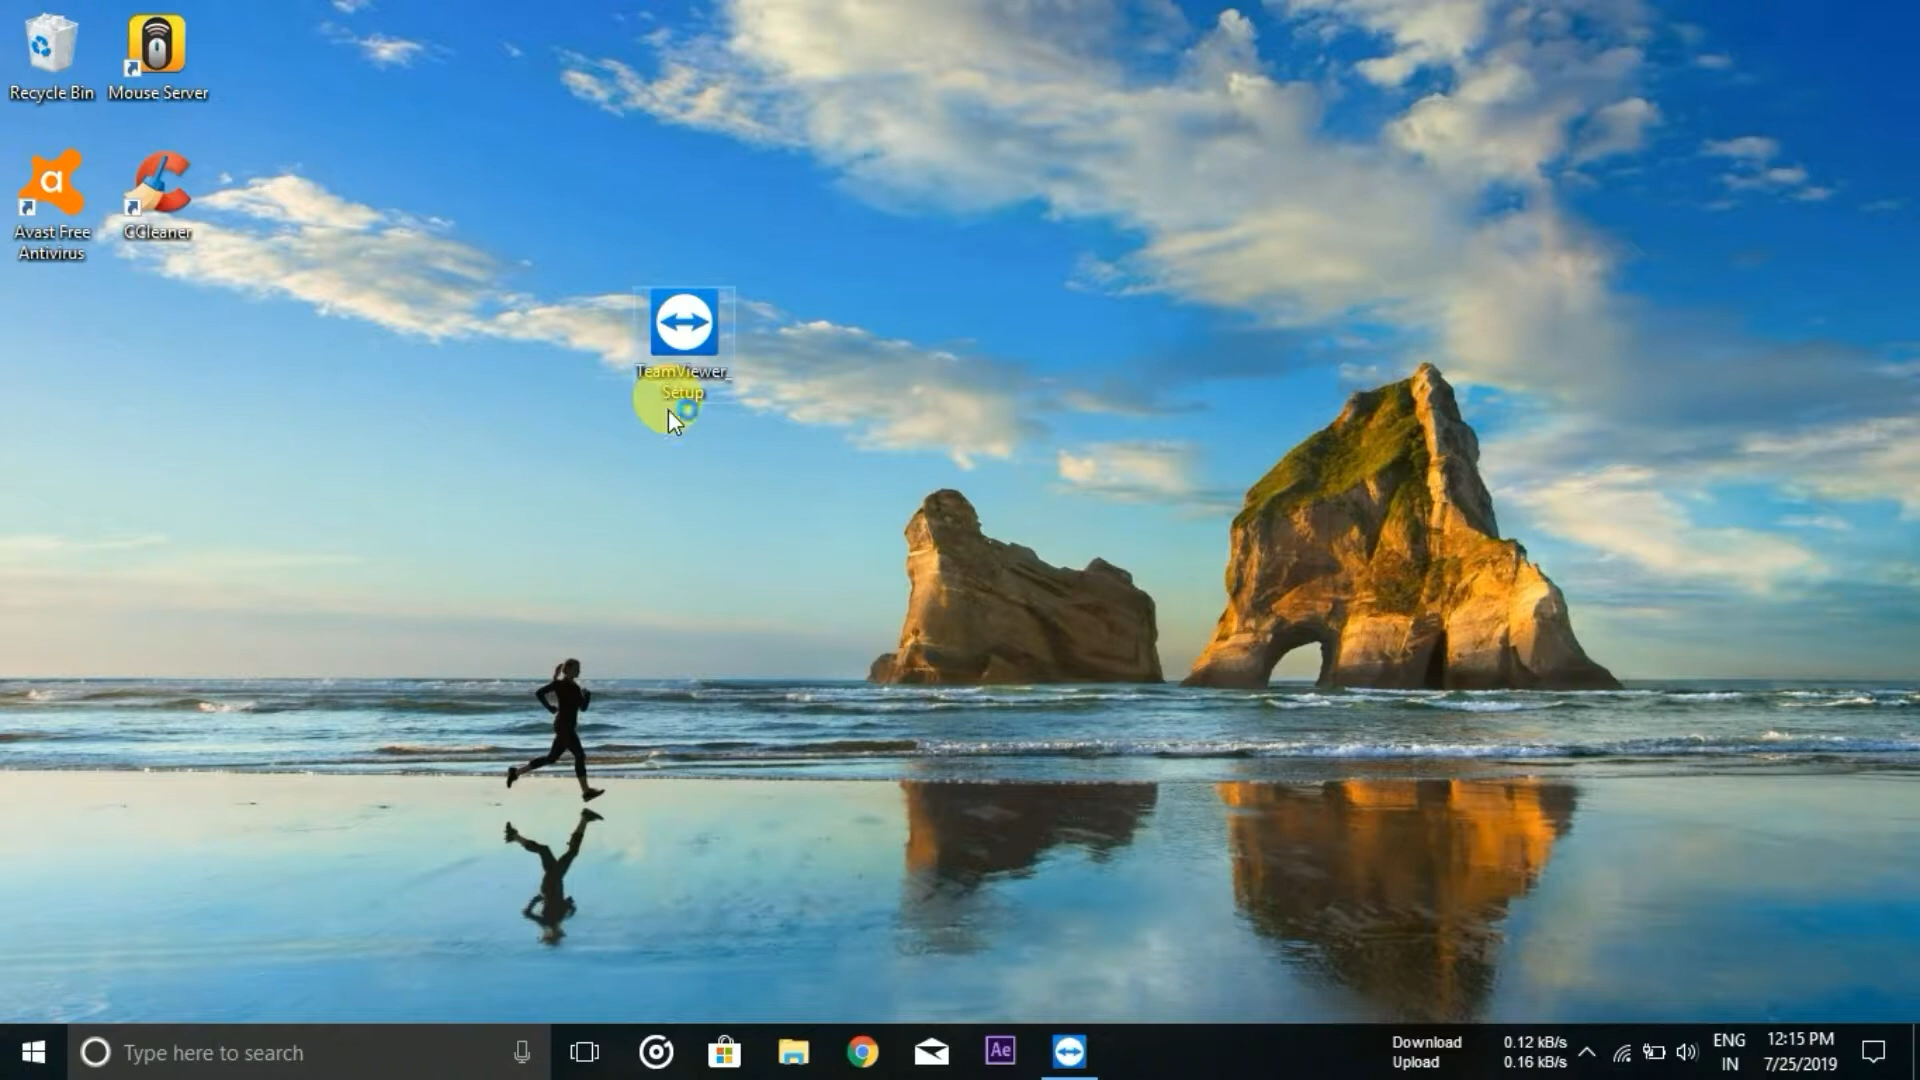 Recycle Bin
Mouse Server
Avast Free
Antivirus
CCleaner
TeamViewer_
Setup
Type here to search
Ae
Download 0.12 kB/s
Upload 0.16 kB/s
ENG
IN
12:15 PM
7/25/2019